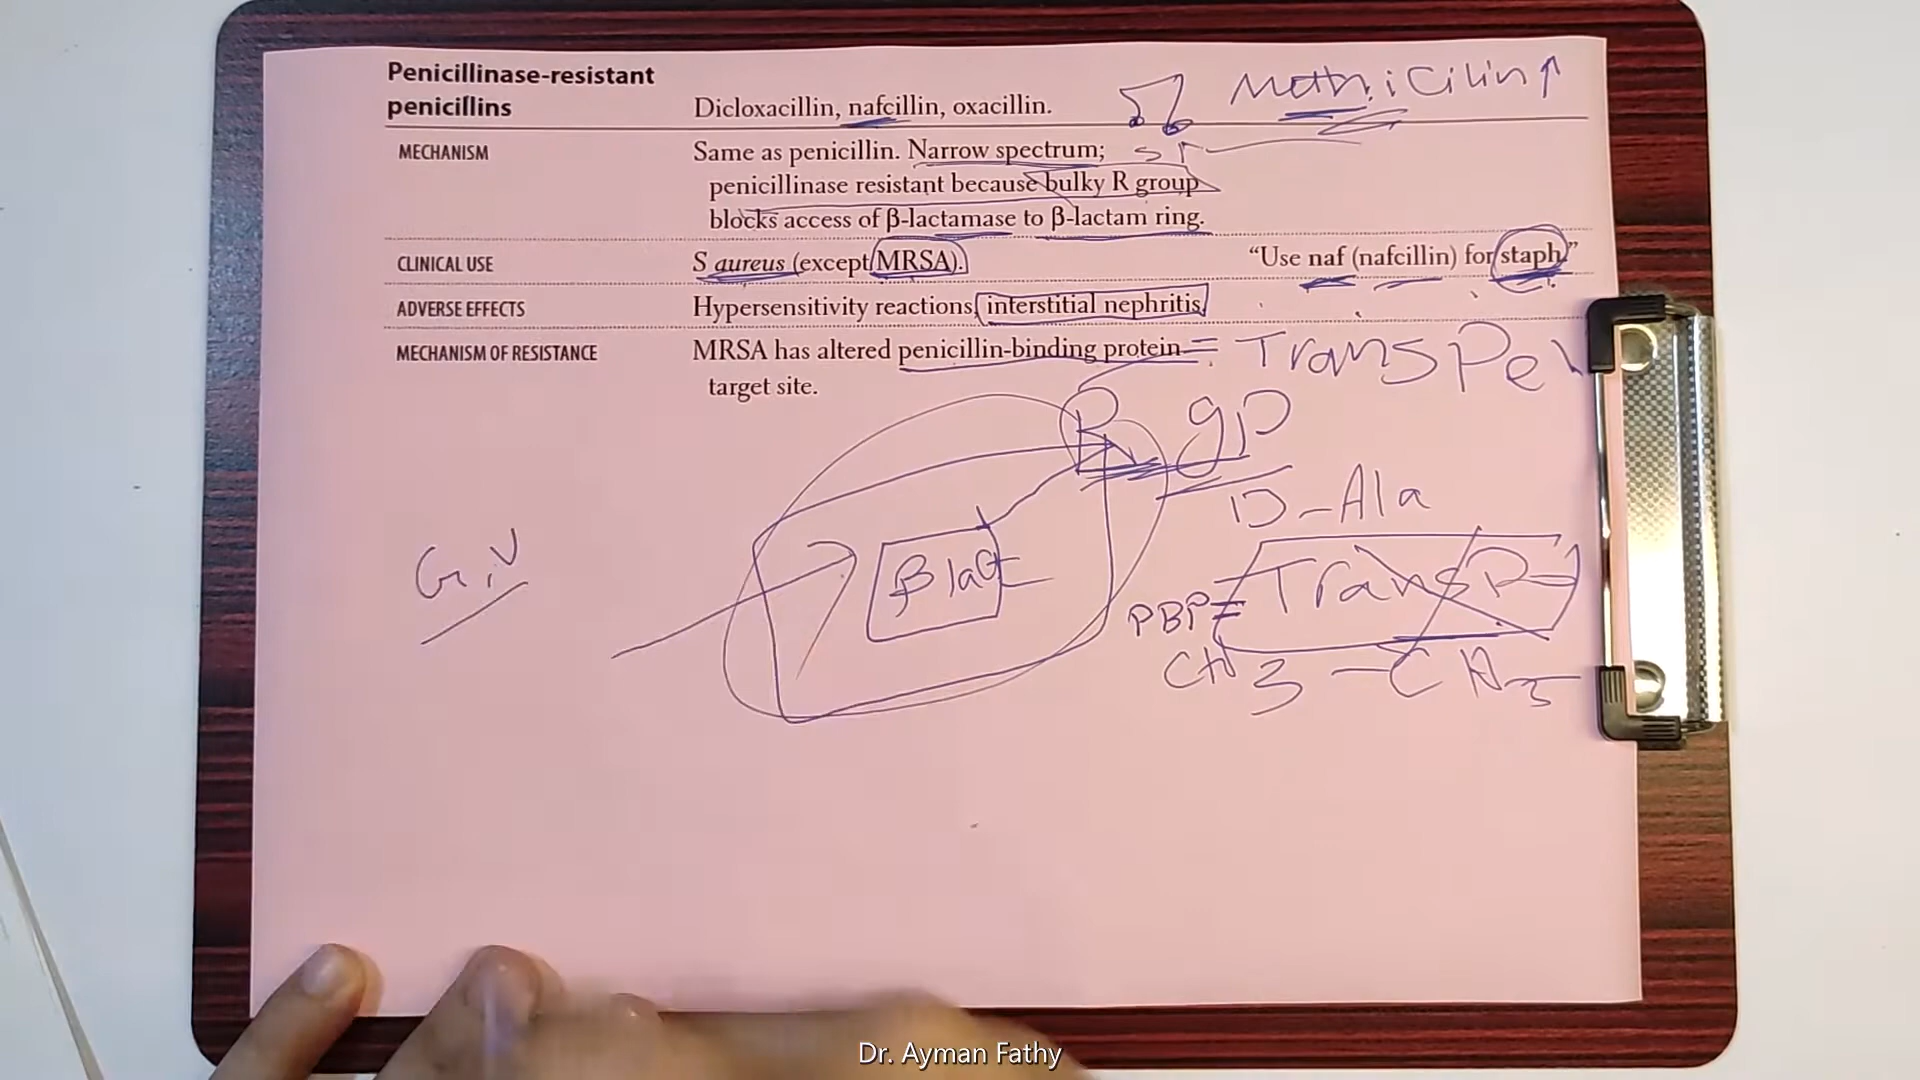 Penicillinase-resistant
penicillins
Dicloxacillin, nafcillin, oxacillin.
Methicilin
MECHANISM
Same as penicillin. Narrow spectrum;
penicillinase resistant because bulky R group
blocks access of β-lactamase to β-lactam ring.
CLINICAL USE
S aureus (except MRSA).
“Use naf (nafcillin) for staph.”
ADVERSE EFFECTS
Hypersensitivity reactions, interstitial nephritis.
MECHANISM OF RESISTANCE
MRSA has altered penicillin-binding protein
target site.
= Transpe
R gp
D-Ala
β lact
PBP= TransP
CH3 - CH3
Dr. Ayman Fathy